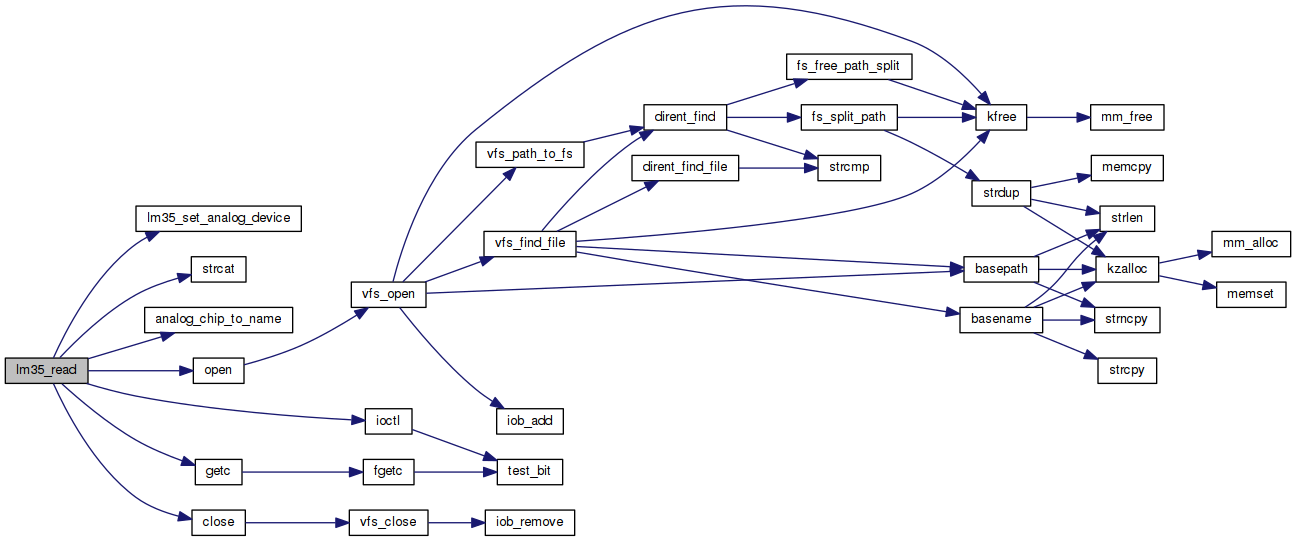 lm35_read
lm35_set_analog_device
strcat
analog_chip_to_name
open
ioctl
getc
close
vfs_open
fgetc
vfs_close
vfs_path_to_fs
vfs_find_file
iob_add
test_bit
iob_remove
dirent_find
dirent_find_file
fs_free_path_split
fs_split_path
strcmp
kfree
strdup
basepath
basename
mm_free
memcpy
strlen
kzalloc
strncpy
strcpy
mm_alloc
memset